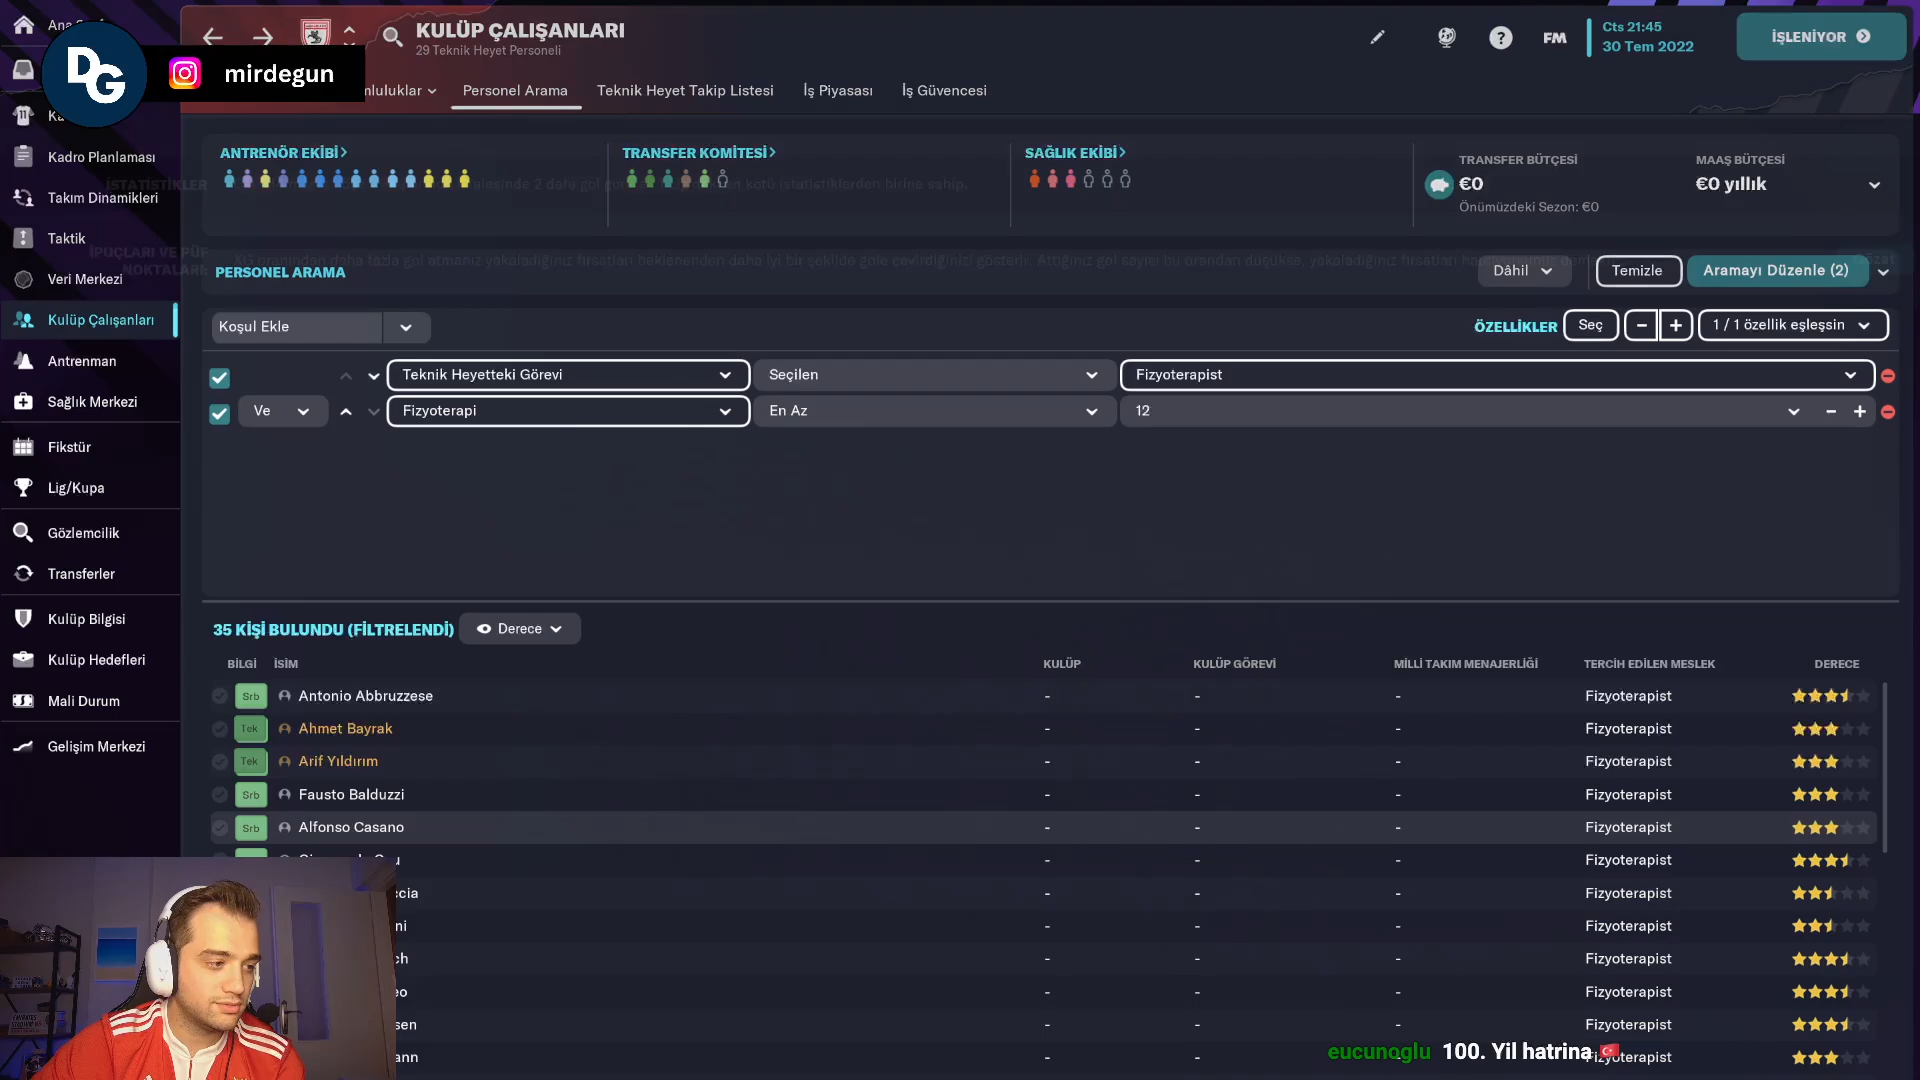 DG
mirdegun
KULÜP ÇALIŞANLARI
29 Teknik Heyet Personeli
FM
Cts 21:45
30 Tem 2022
İŞLENİYOR
Personel Arama
Teknik Heyet Takip Listesi
İş Piyasası
İş Güvencesi
Kadro Planlaması
Takım Dinamikleri
Taktik
Veri Merkezi
Kulüp Çalışanları
Antrenman
Sağlık Merkezi
Fikstür
Lig/Kupa
Gözlemcilik
Transferler
Kulüp Bilgisi
Kulüp Hedefleri
Mali Durum
Gelişim Merkezi
ANTRENÖR EKİBİ
TRANSFER KOMİTESİ
SAĞLIK EKİBİ
TRANSFER BÜTÇESİ
€0
Önümüzdeki Sezon: €0
MAAŞ BÜTÇESİ
€0 yıllık
PERSONEL ARAMA
Dâhil
Temizle
Aramayı Düzenle (2)
Koşul Ekle
ÖZELLİKLER
Seç
- +
1 / 1 özellik eşleşsin
Teknik Heyetteki Görevi Seçilen Fizyoterapist
Ve Fizyoterapi En Az 12 - +
35 KİŞİ BULUNDU (FİLTRELENDİ)
Derece
BİLGİ İSİM KULÜP KULÜP GÖREVİ MİLLİ TAKIM MENAJERLİĞİ TERCİH EDİLEN MESLEK DERECE
Srb Antonio Abbruzzese - - - Fizyoterapist
Tek Ahmet Bayrak - - - Fizyoterapist
Tek Arif Yıldırım - - - Fizyoterapist
Srb Fausto Balduzzi - - - Fizyoterapist
Srb Alfonso Casano - - - Fizyoterapist
- - - Fizyoterapist
- - - Fizyoterapist
- - - Fizyoterapist
- - - Fizyoterapist
- - - Fizyoterapist
- - - Fizyoterapist
eucunoglu 100. Yil hatrina
- - Fizyoterapist